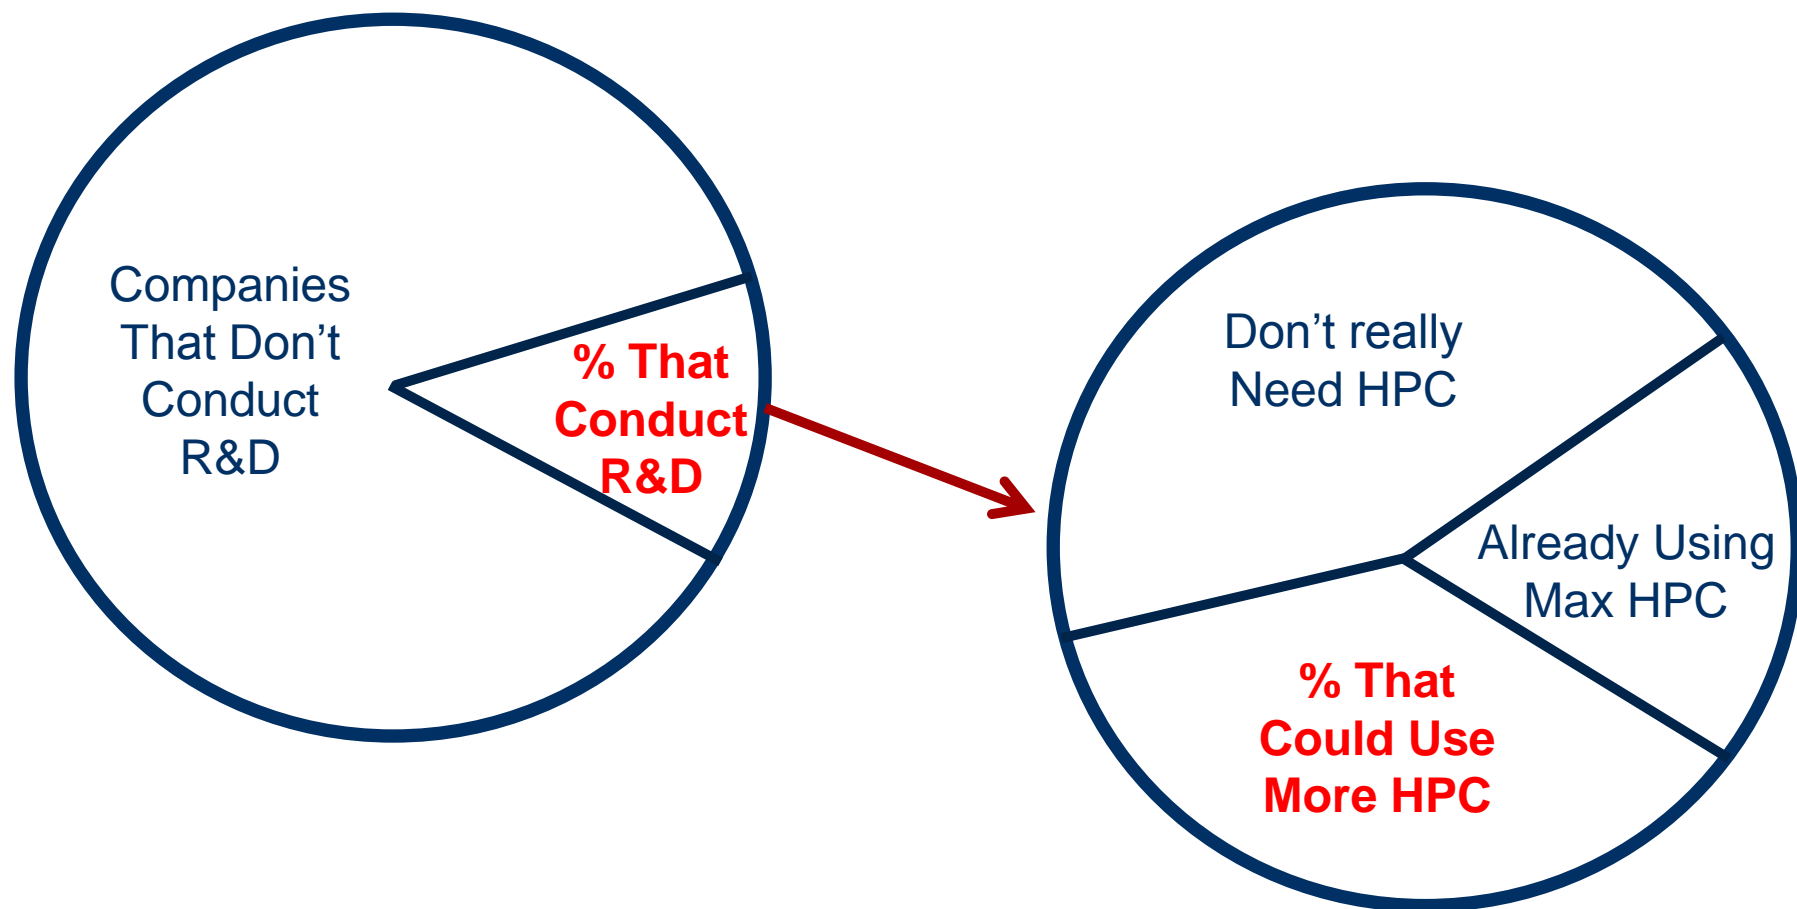 Companies
That Don’t
Conduct
R&D
% That
Conduct
R&D
Don’t really
Need HPC
Already Using
Max HPC
% That
Could Use
More HPC